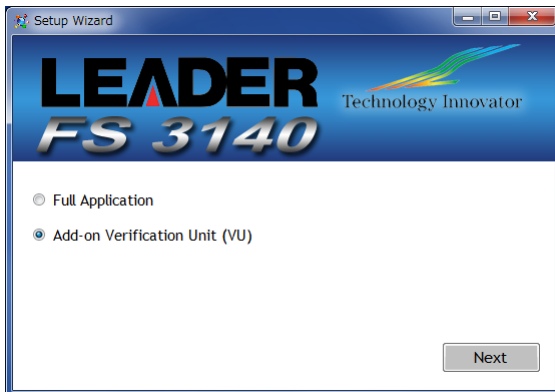 Setup Wizard
LEADER
Technology Innovator
FS 3140
Full Application
Add-on Verification Unit (VU)
Next